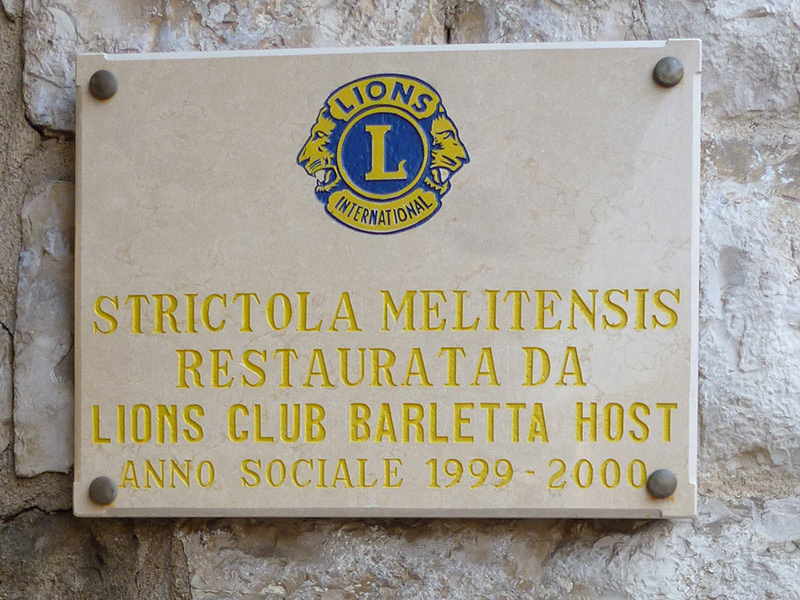 LIONS
L
INTERNATIONAL
STRICTOLA MELITENSIS
RESTAURATA DA
LIONS CLUB BARLETTA HOST
ANNO SOCIALE 1999-2000